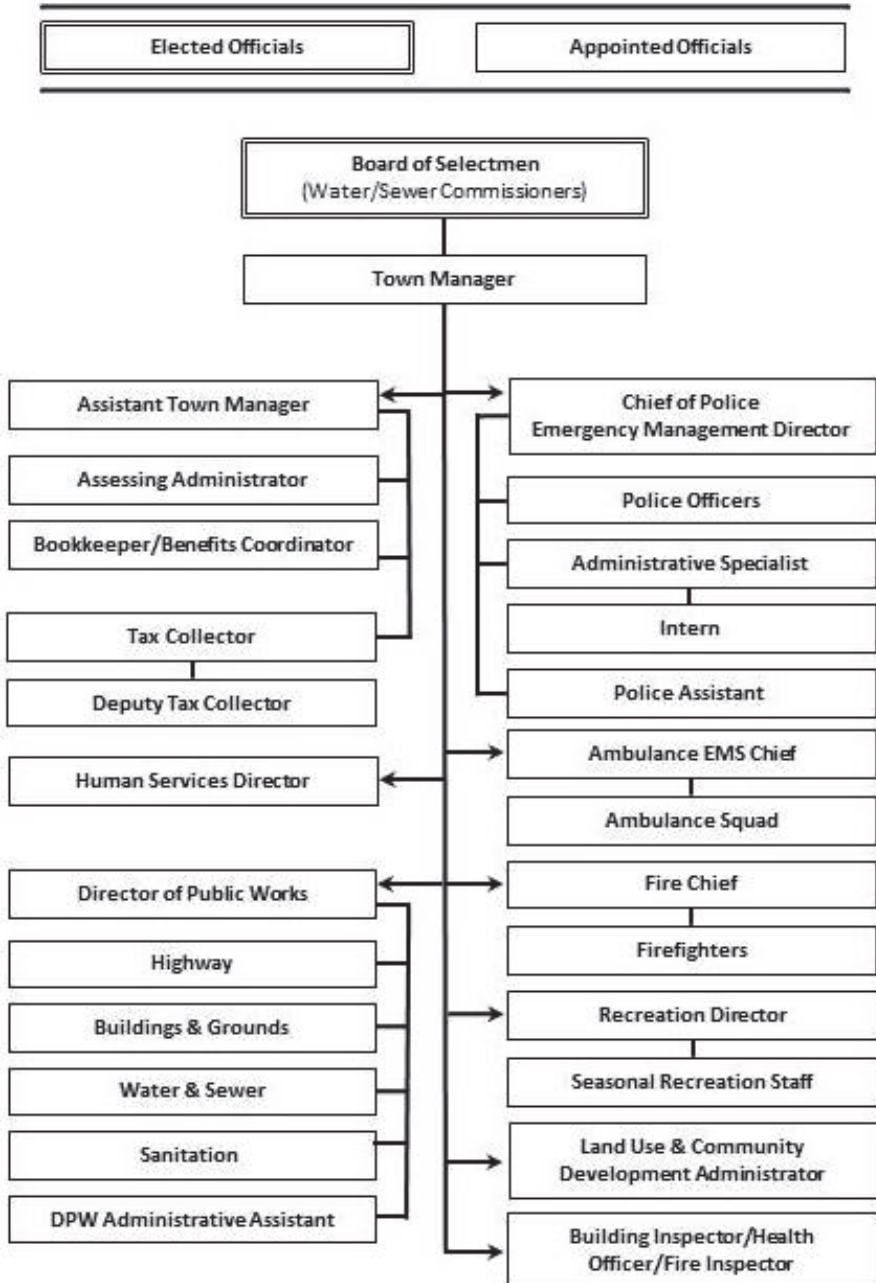 Elected Officials
Appointed Officials
Board of Selectmen
(Water/Sewer Commissioners)
Town Manager
Assistant Town Manager
Assessing Administrator
Bookkeeper/Benefits Coordinator
Tax Collector
Deputy Tax Collector
Human Services Director
Director of Public Works
Highway
Buildings & Grounds
Water & Sewer
Sanitation
DPW Administrative Assistant
Chief of Police
Emergency Management Director
Police Officers
Administrative Specialist
Intern
Police Assistant
Ambulance EMS Chief
Ambulance Squad
Fire Chief
Firefighters
Recreation Director
Seasonal Recreation Staff
Land Use & Community
Development Administrator
Building Inspector/Health
Officer/Fire Inspector